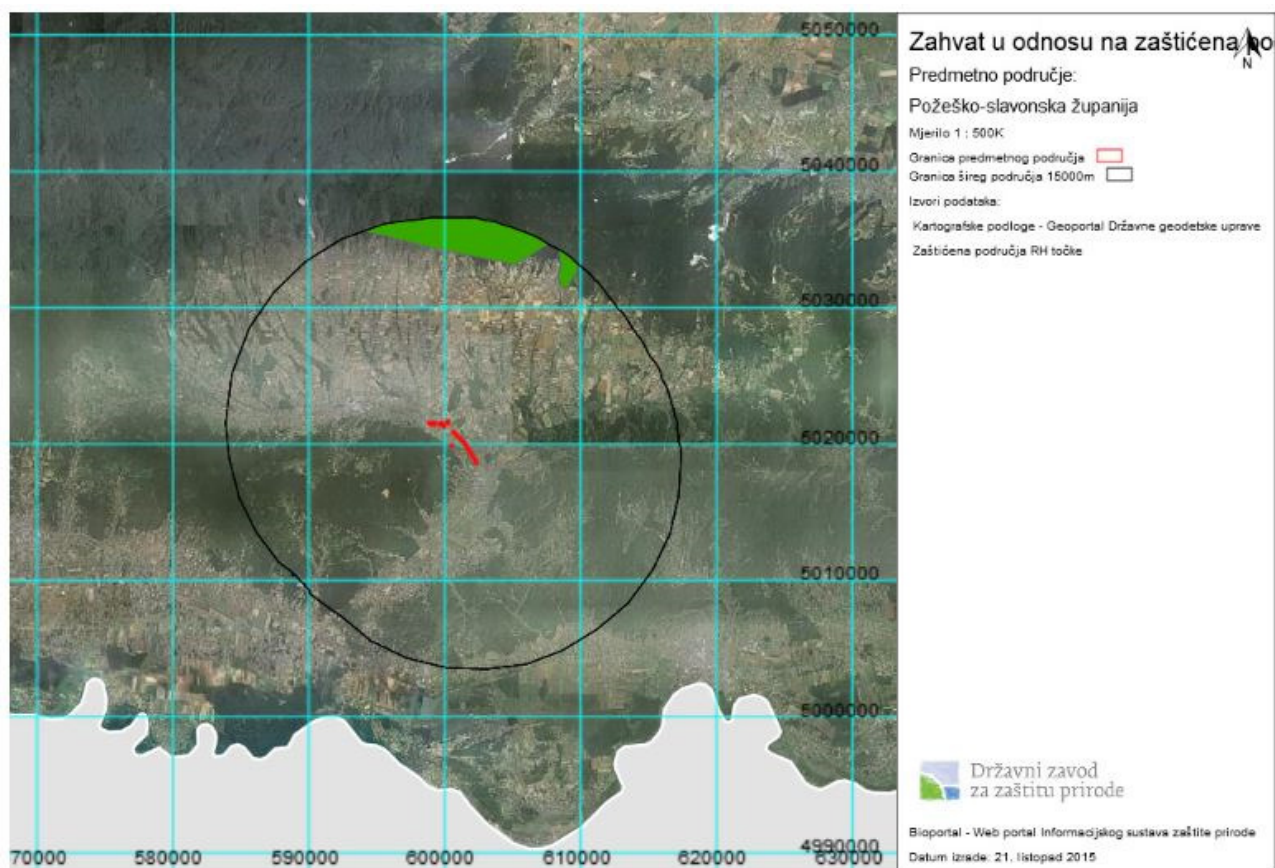 5050000
5040000
5030000
5020000
5010000
5000000
4990000
70000 580000 590000 600000 610000 620000 630000
Zahvat u odnosu na zaštićena po
N
Predmetno područje:
Požeško-slavonska županija
Mjerilo 1 : 500K
Granica predmetnog područja
Granica šireg područja 15000m
Izvori podataka:
Kartografske podloge - Geoportal Državne geodetske uprave
Zaštićena područja RH točke
Državni zavod
za zaštitu prirode
Bioportal - Web portal Informacijskog sustava zaštite prirode
Datum izrade: 21. listopad 2015